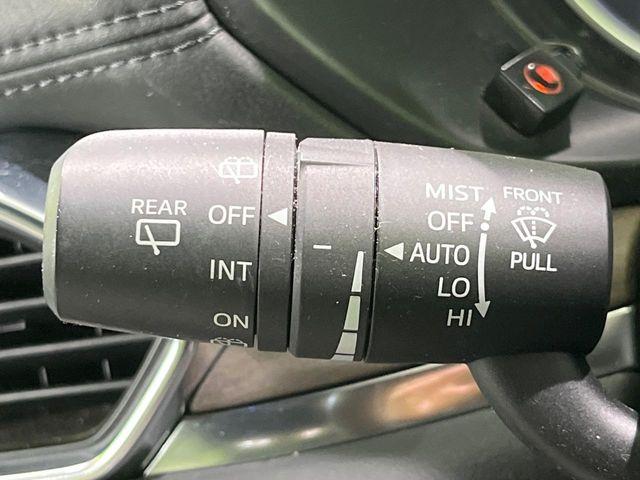 REAR
OFF
INT
ON
MIST
OFF
AUTO
LO
HI
FRONT
PULL